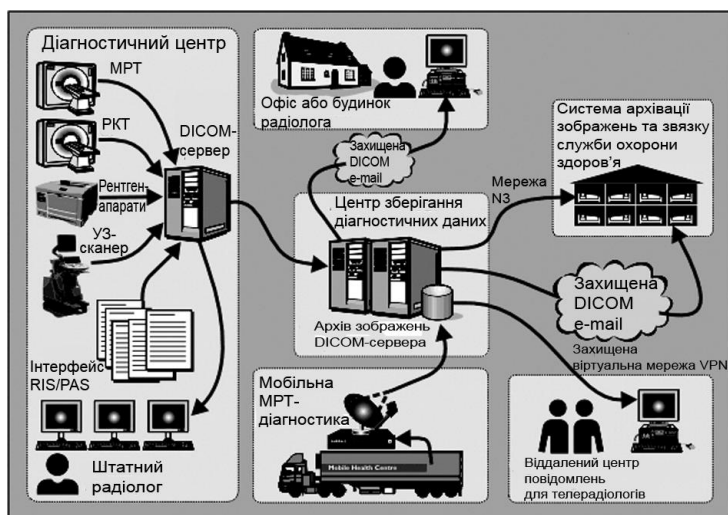 Діагностичний центр
МРТ
РКТ
DICOM-
сервер
Рентген-
апарати
УЗ-
сканер
Інтерфейс
RIS/PAS
Штатний
радіолог
Офіс або будинок
радіолога
Захищена
DICOM
e-mail
Центр зберігання
діагностичних даних
Архів зображень
DICOM-сервера
Мобільна
МРТ-
діагностика
Mobile Health Centre
Мережа
N3
Система архівації
зображень та звязку
служби охорони
здоров’я
Захищена
DICOM
e-mail
Захищена
віртуальна мережа VPN
Віддалений центр
повідомлень
для телерадіологів